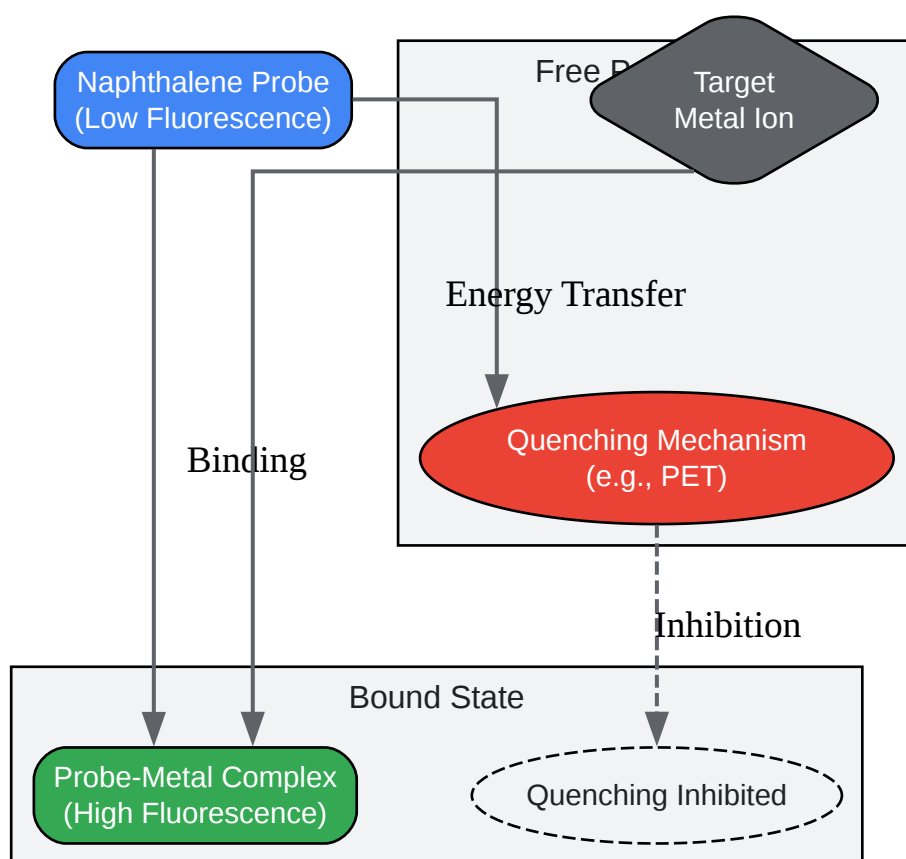 Naphthalene Probe
(Low Fluorescence)
Free
Target
Metal Ion
Energy Transfer
Quenching Mechanism
(e.g., PET)
Binding
Inhibition
Bound State
Probe-Metal Complex
(High Fluorescence)
Quenching Inhibited